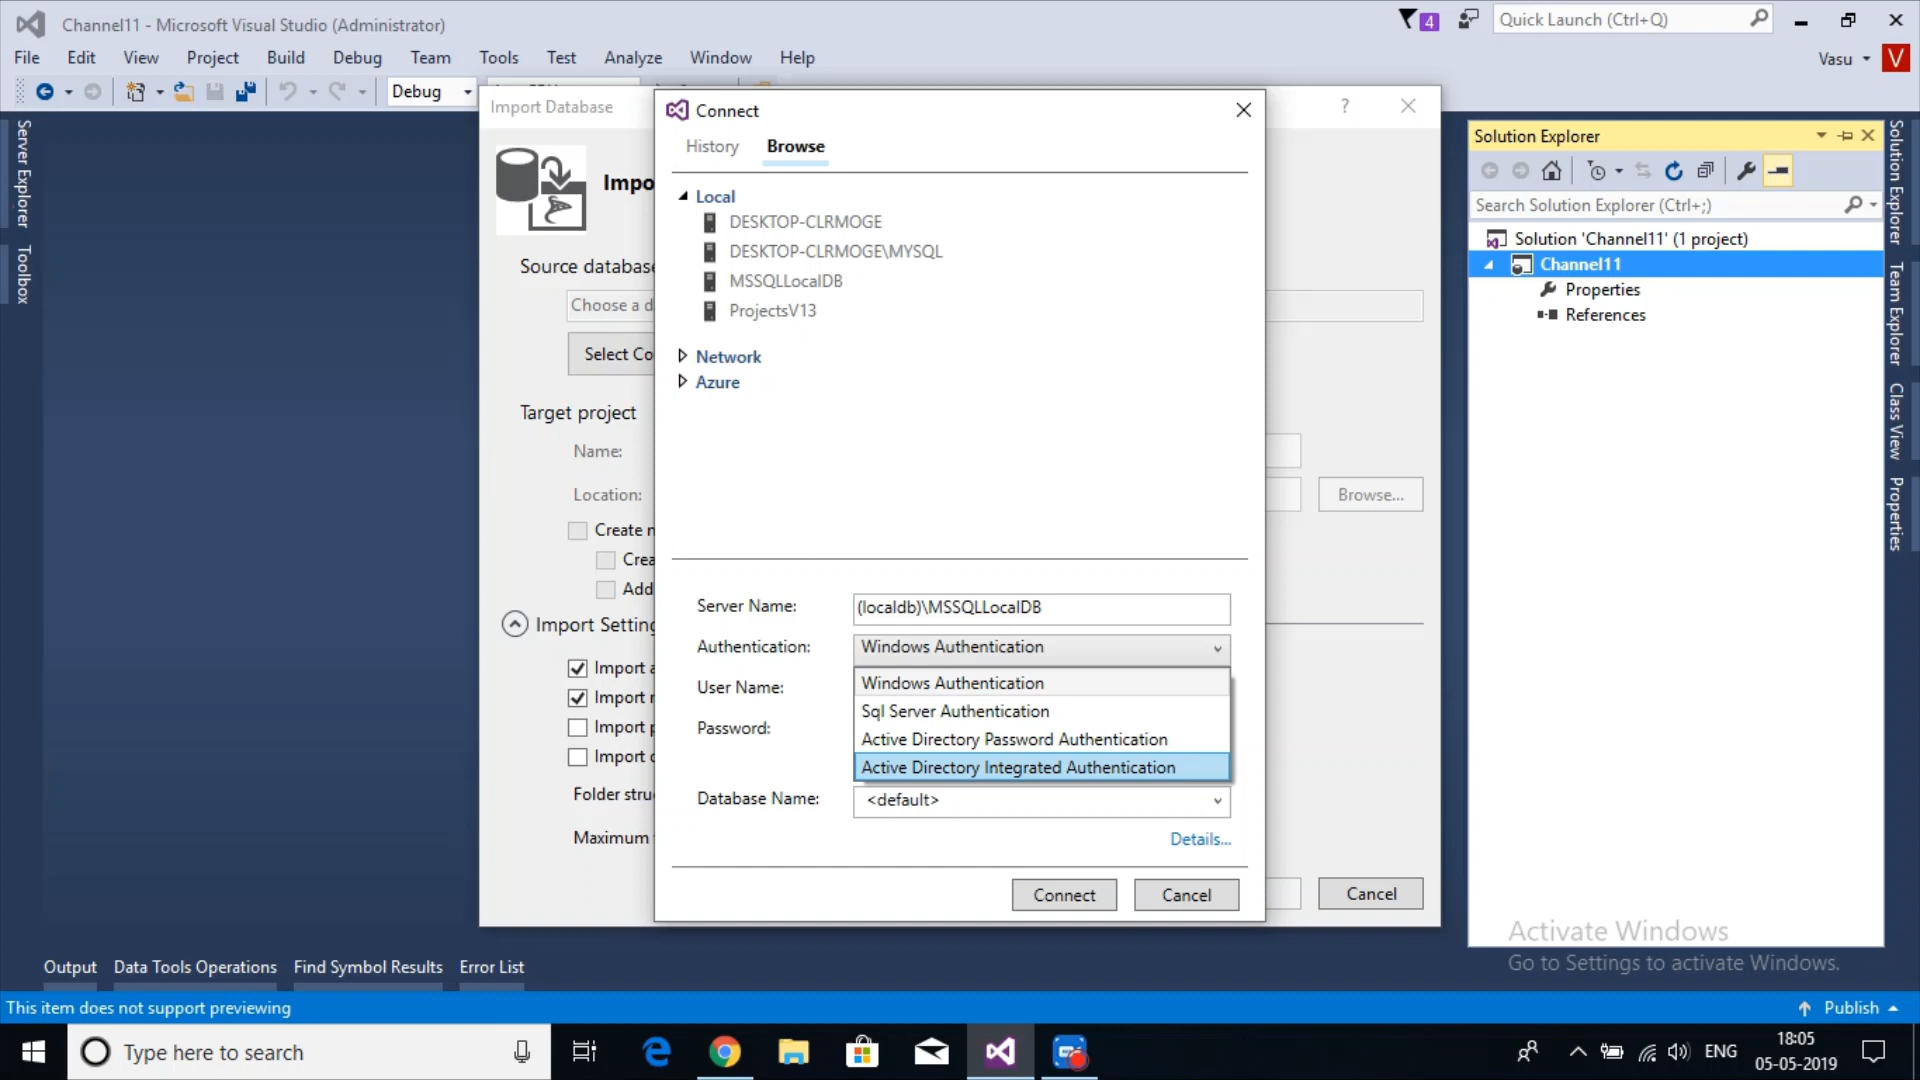 Channel11 - Microsoft Visual Studio (Administrator)
4
Quick Launch (Ctrl+Q)
File Edit View Project Build Debug Team Tools Test Analyze Window Help
Vasu
V
Debug
Server Explorer
Toolbox
Import Database
?
Impo
Source database
Choose a d
Select Co
Target project
Name:
Location:
Browse...
Create n
Crea
Add
Import Setting
Import a
Import r
Import p
Import d
Folder stru
Maximum
Cancel
Connect
History Browse
Local
DESKTOP-CLRMOGE
DESKTOP-CLRMOGE\MYSQL
MSSQLLocalDB
ProjectsV13
Network
Azure
Server Name: (localdb)\MSSQLLocalDB
Authentication: Windows Authentication
User Name:
Password:
Windows Authentication
Sql Server Authentication
Active Directory Password Authentication
Active Directory Integrated Authentication
Database Name: <default>
Details...
Connect Cancel
Solution Explorer
Search Solution Explorer (Ctrl+;)
Solution 'Channel11' (1 project)
Channel11
Properties
References
Solution Explorer
Team Explorer
Class View
Properties
Activate Windows
Go to Settings to activate Windows.
Output Data Tools Operations Find Symbol Results Error List
This item does not support previewing
Publish
Type here to search
ENG
18:05
05-05-2019